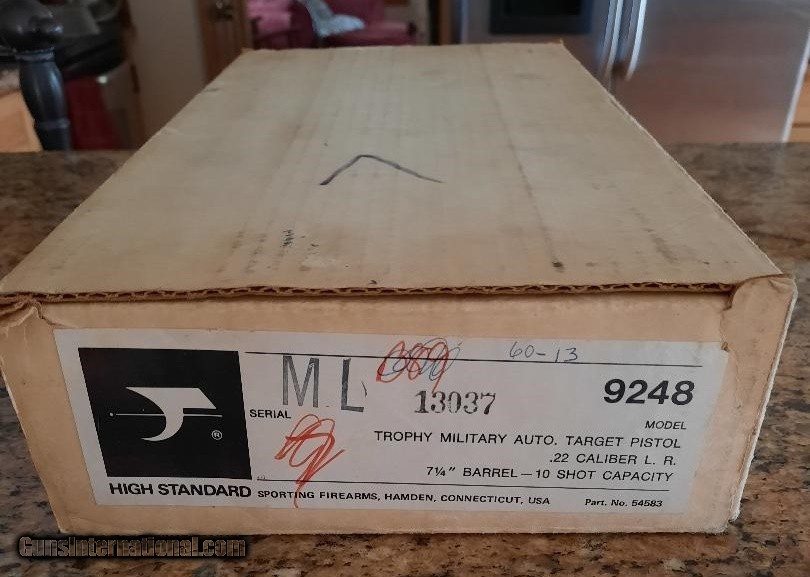 60-13
ML 13037
9248
SERIAL
MODEL
TROPHY MILITARY AUTO. TARGET PISTOL
.22 CALIBER L. R.
7¼" BARREL—10 SHOT CAPACITY
®
HIGH STANDARD SPORTING FIREARMS, HAMDEN, CONNECTICUT, USA
Part. No. 54583
GunsInternational.com